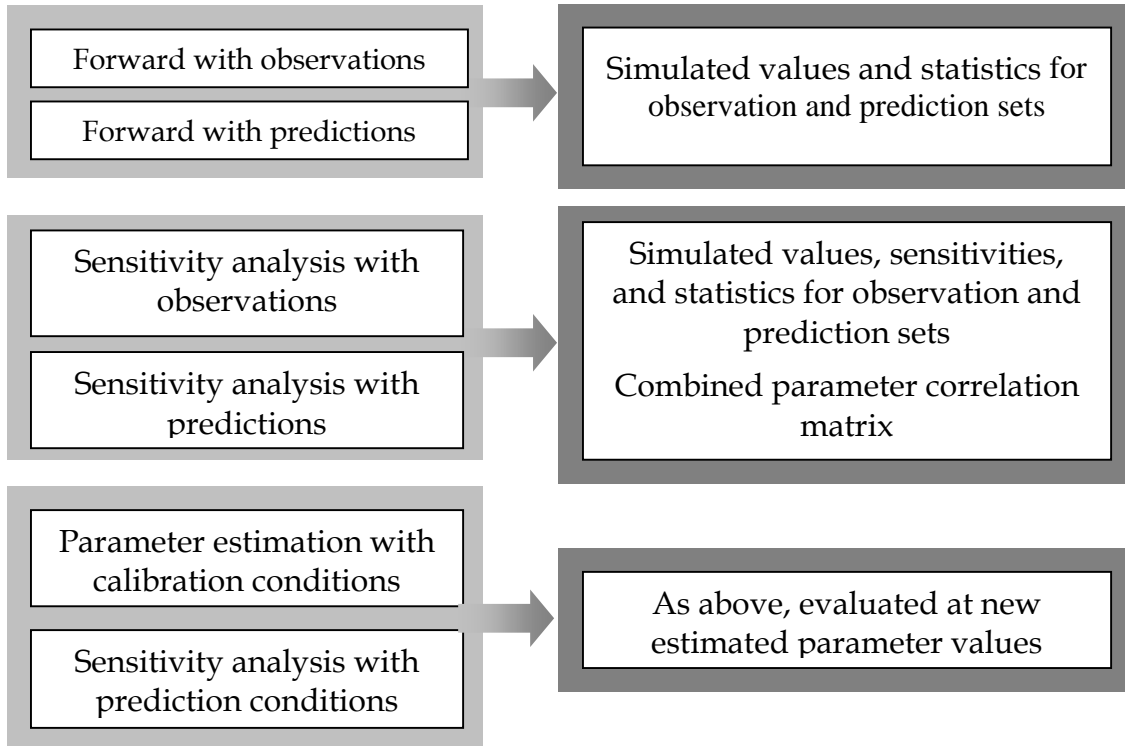 Forward with observations
Forward with predictions
Simulated values and statistics for
observation and prediction sets
Sensitivity analysis with
observations
Sensitivity analysis with
predictions
Simulated values, sensitivities,
and statistics for observation and
prediction sets
Combined parameter correlation
matrix
Parameter estimation with
calibration conditions
Sensitivity analysis with
prediction conditions
As above, evaluated at new
estimated parameter values